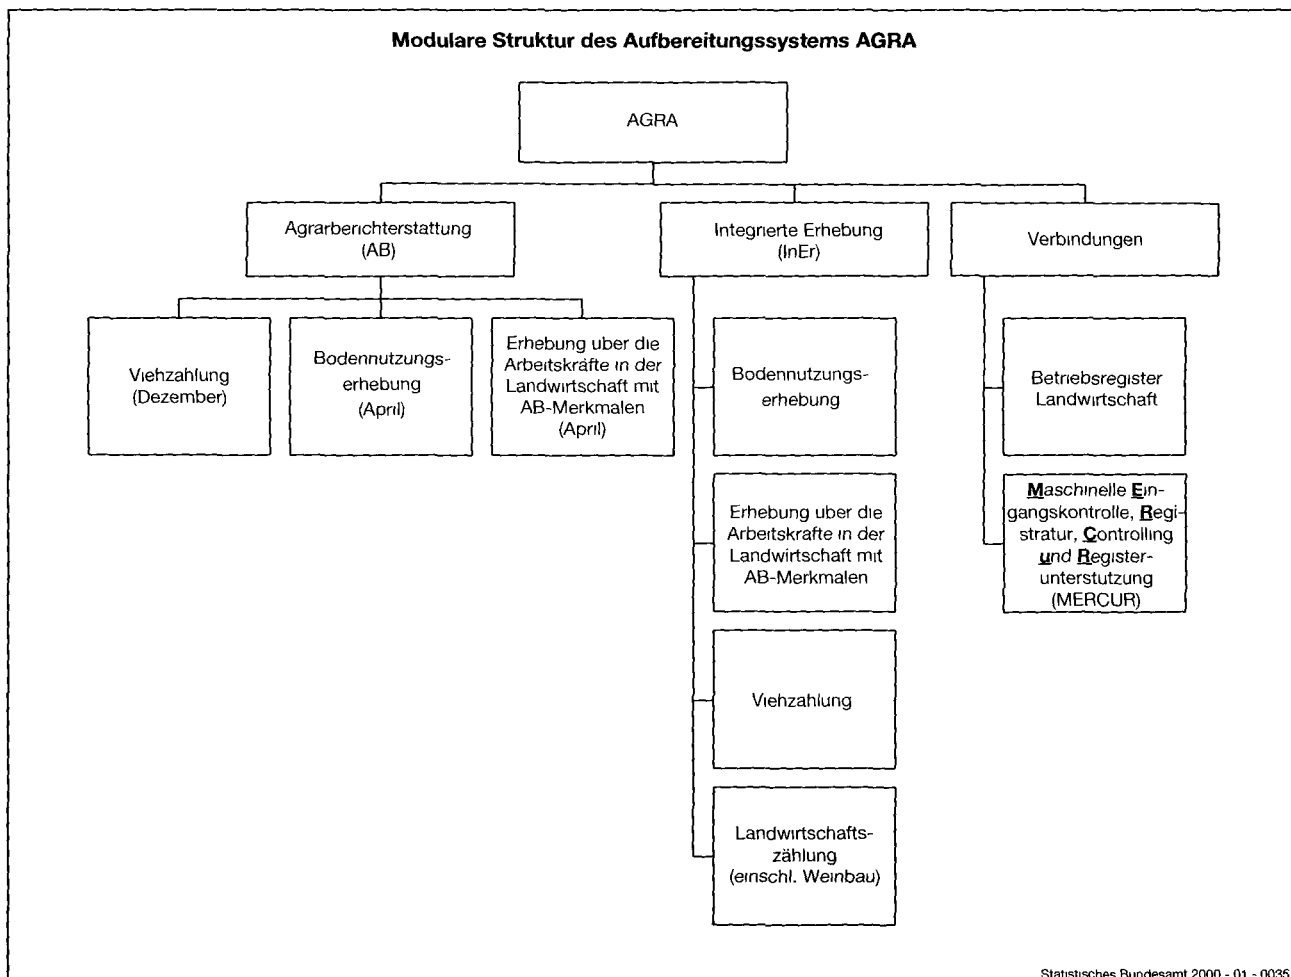 Modulare Struktur des Aufbereitungssystems AGRA
AGRA
Agrarberichterstattung
(AB)
Integrierte Erhebung
(InEr)
Verbindungen
Viehzahlung
(Dezember)
Bodennutzungs-
erhebung
(April)
Erhebung uber die
Arbeitskräfte in der
Landwirtschaft mit
AB-Merkmalen
(April)
Bodennutzungs-
erhebung
Erhebung uber die
Arbeitskrafte in der
Landwirtschaft mit
AB-Merkmalen
Viehzahlung
Landwirtschafts-
zählung
(einschl. Weinbau)
Betriebsregister
Landwirtschaft
Maschinelle Ein-
gangskontrolle, Regi-
stratur, Controlling
und Register-
unterstutzung
(MERCUR)
Statistisches Bundesamt 2000 - 01 - 0035